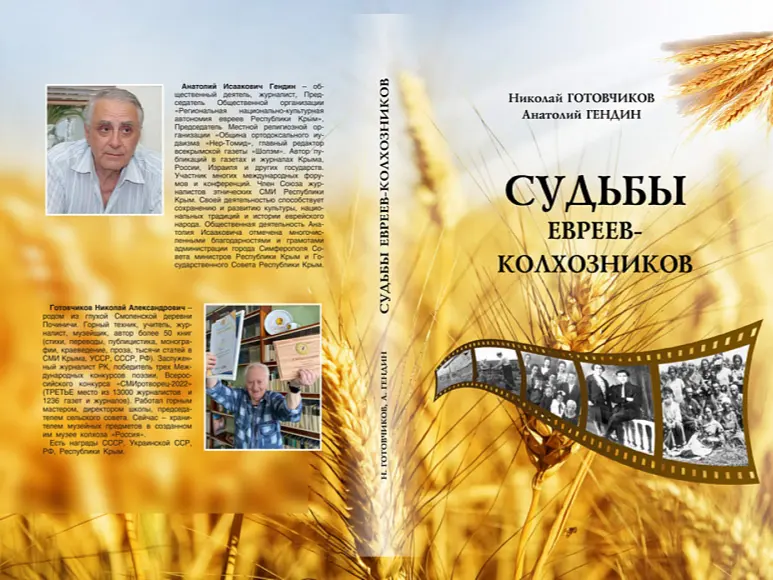 Анатолий Исаакович Гендин – об-
щественный деятель, журналист, Пред-
седатель Общественной организации
«Региональная национально-культурная
автономия евреев Республики Крым».
Председатель Местной религиозной ор-
ганизации «Община ортодоксального иу-
даизма «Нер-Томид», главный редактор
всекрымской газеты «Шолэм». Автор пу-
бликаций в газетах и журналах Крыма,
России, Израиля и других государств.
Участник многих международных фору-
мов и конференций. Член Союза жур-
налистов этнических СМИ Республики
Крым. Своей деятельностью способствует
сохранению и развитию культуры, нацио-
нальных традиций и истории еврейского
народа. Общественная деятельность Ана-
толия Исааковича отмечена многочис-
ленными благодарностями и грамотами
администрации города Симферополя Со-
вета министров Республики Крым и Го-
сударственного Совета Республики Крым.
Готовчиков Николай Александрович –
родом из глухой Смоленской деревни
Починичи. Горный техник, учитель, жур-
налист, музейщик, автор более 50 книг
(стихи, переводы, публицистика, моногра-
фии, краеведение, проза, тысячи статей в
СМИ Крыма, УССР, СССР, РФ). Заслужен-
ный журналист РК, победитель трех Меж-
дународных конкурсов поэзии, Всерос-
сийского конкурса «СМИротворец-2022»
(ТРЕТЬЕ место из 13000 журналистов и
1236 газет и журналов). Работал горным
мастером, директором школы, председа-
телем сельского совета. Сейчас – храни-
телем музейных предметов в созданном
им музее колхоза «Россия».
Есть награды СССР, Украинской ССР,
РФ, Республики Крым.
СУДЬБЫ ЕВРЕЕВ-КОЛХОЗНИКОВ
Н. ГОТОВЧИКОВ, А. ГЕНДИН
Николай ГОТОВЧИКОВ
Анатолий ГЕНДИН
СУДЬБЫ
ЕВРЕЕВ-
КОЛХОЗНИКОВ